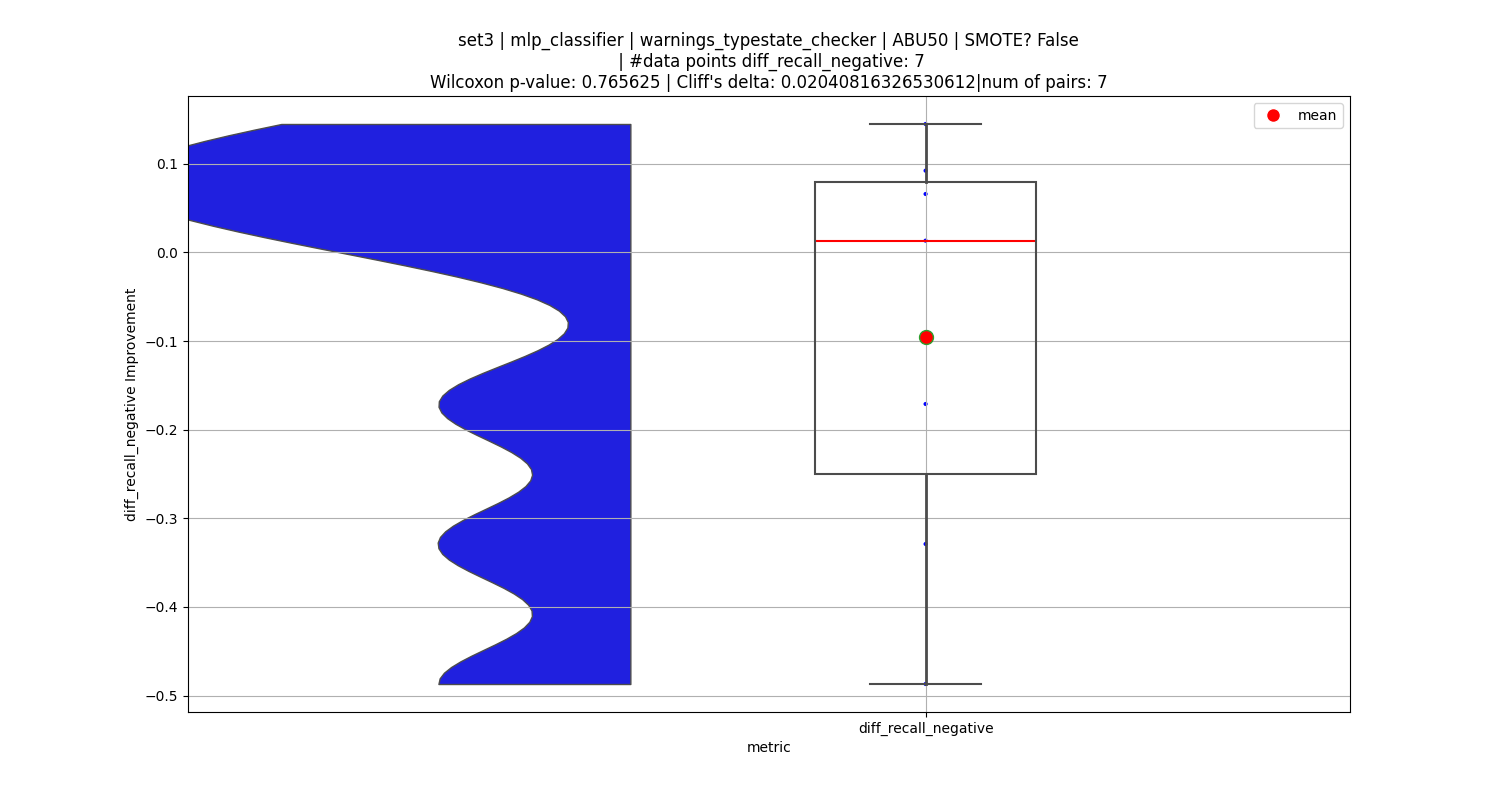 set3 | mlp_classifier | warnings_typestate_checker | ABU50 | SMOTE? False
| #data points diff_recall_negative: 7
Wilcoxon p-value: 0.765625 | Cliff's delta: 0.02040816326530612|num of pairs: 7
mean
0.1
0.0
−0.1
−0.2
−0.3
−0.4
−0.5
diff_recall_negative Improvement
diff_recall_negative
metric